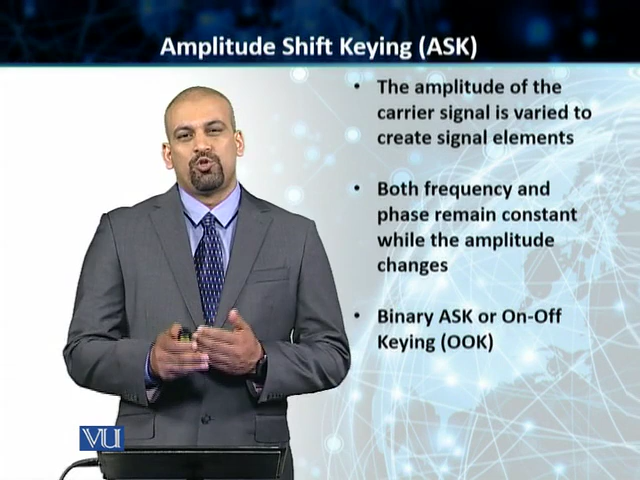 Amplitude Shift Keying (ASK)
• The amplitude of the
carrier signal is varied to
create signal elements
• Both frequency and
phase remain constant
while the amplitude
changes
• Binary ASK or On-Off
Keying (OOK)
VU